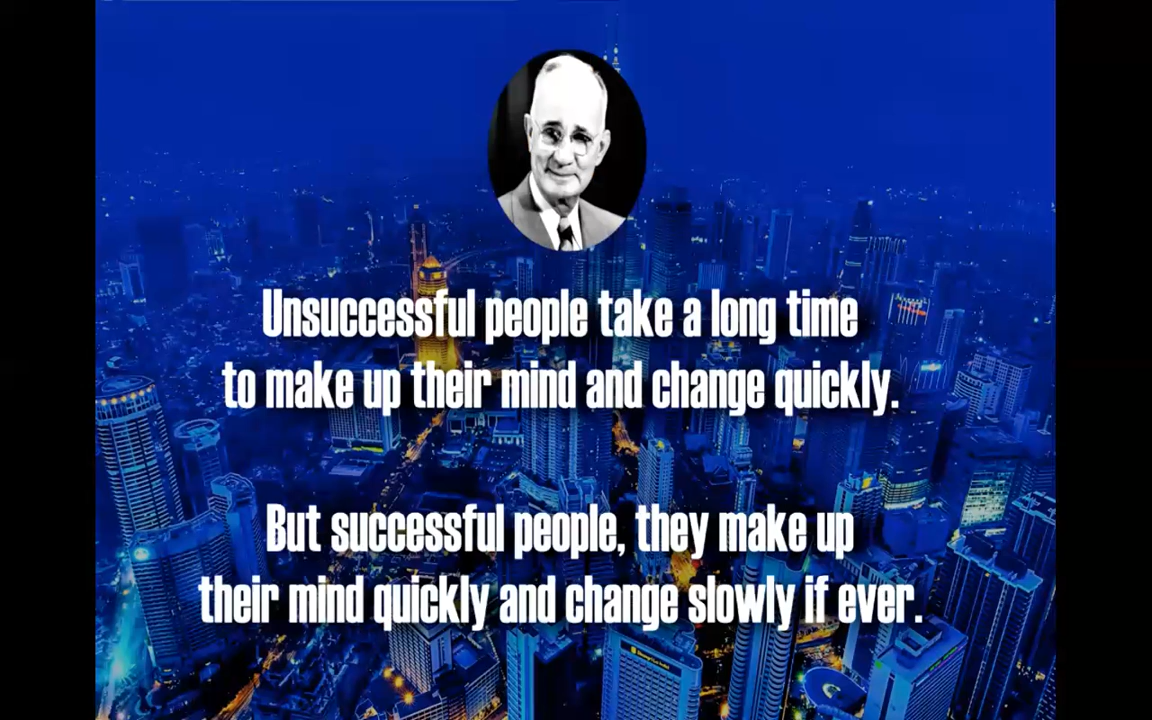 Unsuccessful people take a long time
to make up their mind and change quickly.
But successful people, they make up
their mind quickly and change slowly if ever.